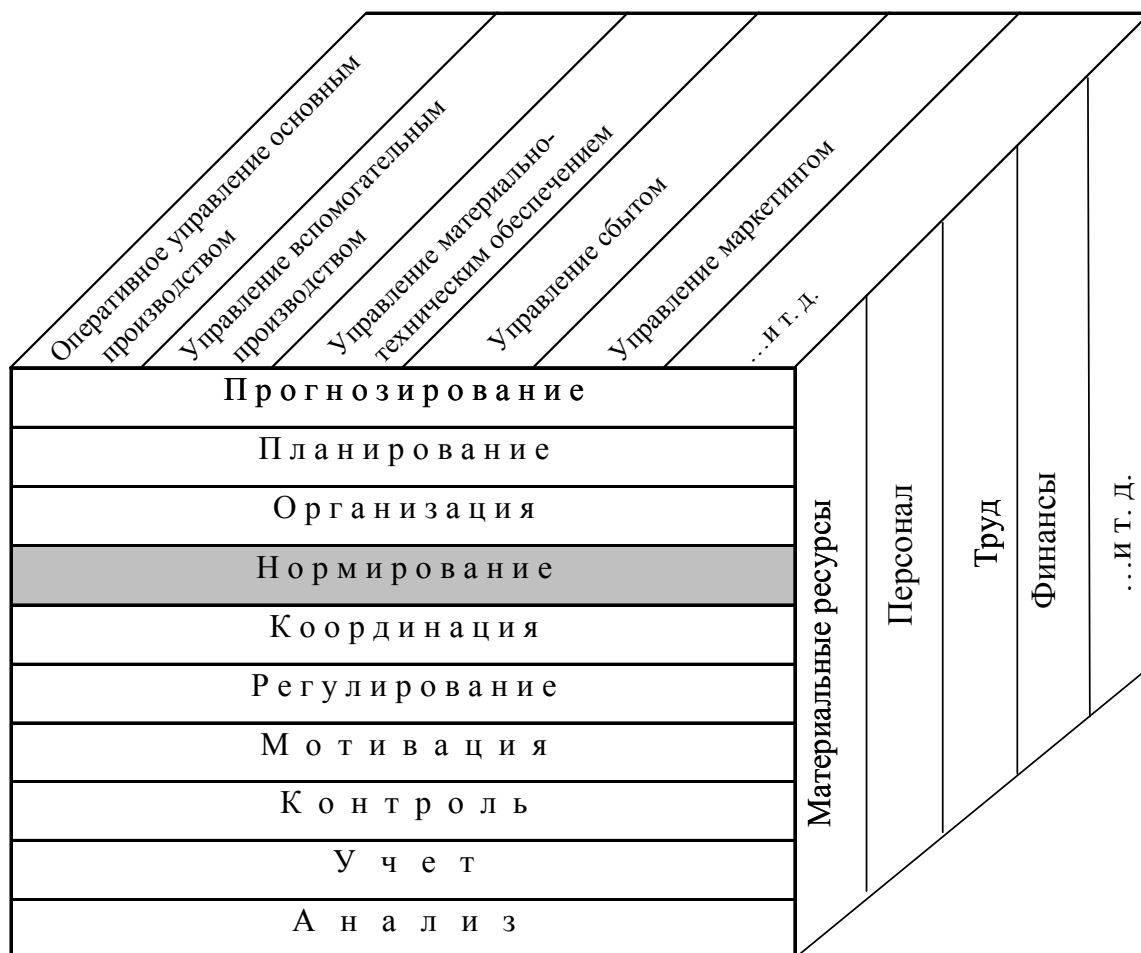 Оперативное управление основным
производством
Управление вспомогательным
производством
Управление материально-
техническим обеспечением
Управление сбытом
Управление маркетингом
…и т. д.
Прогнозирование
Планирование
Организация
Нормирование
Координация
Регулирование
Мотивация
Контроль
Учет
Анализ
Материальные ресурсы
Персонал
Труд
Финансы
…и т. д.